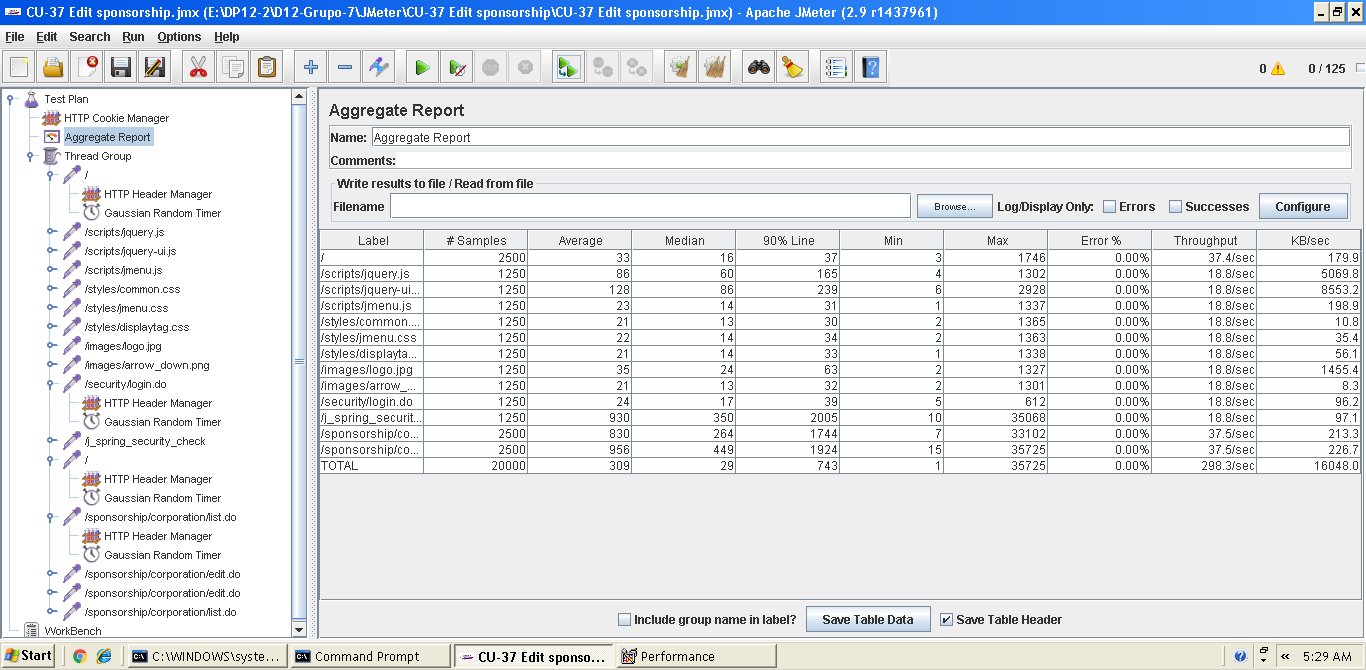 CU-37 Edit sponsorship.jmx (E:\DP12-2\D12-Grupo-7\JMeter\CU-37 Edit sponsorship\CU-37 Edit sponsorship.jmx) - Apache JMeter (2.9 r1437961)
File Edit Search Run Options Help
0 0 / 125
Test Plan
HTTP Cookie Manager
Aggregate Report
Thread Group
/
HTTP Header Manager
Gaussian Random Timer
/scripts/jquery.js
/scripts/jquery-ui.js
/scripts/jmenu.js
/styles/common.css
/styles/jmenu.css
/styles/displaytag.css
/images/logo.jpg
/images/arrow_down.png
/security/login.do
HTTP Header Manager
Gaussian Random Timer
/j_spring_security_check
/
HTTP Header Manager
Gaussian Random Timer
/sponsorship/corporation/list.do
HTTP Header Manager
Gaussian Random Timer
/sponsorship/corporation/edit.do
/sponsorship/corporation/edit.do
/sponsorship/corporation/list.do
WorkBench
Aggregate Report
Name: Aggregate Report
Comments:
Write results to file / Read from file
Filename Browse... Log/Display Only: Errors Successes Configure
Label # Samples Average Median 90% Line Min Max Error % Throughput KB/sec
/ 2500 33 16 37 3 1746 0.00% 37.4/sec 179.9
/scripts/jquery.js 1250 86 60 165 4 1302 0.00% 18.8/sec 5069.8
/scripts/jquery-ui... 1250 128 86 239 6 2928 0.00% 18.8/sec 8553.2
/scripts/jmenu.js 1250 23 14 31 1 1337 0.00% 18.8/sec 198.9
/styles/common.... 1250 21 13 30 2 1365 0.00% 18.8/sec 10.8
/styles/jmenu.css 1250 22 14 34 2 1363 0.00% 18.8/sec 35.4
/styles/displayta... 1250 21 14 33 1 1338 0.00% 18.8/sec 56.1
/images/logo.jpg 1250 35 24 63 2 1327 0.00% 18.8/sec 1455.4
/images/arrow_... 1250 21 13 32 2 1301 0.00% 18.8/sec 8.3
/security/login.do 1250 24 17 39 5 612 0.00% 18.8/sec 96.2
/j_spring_securit... 1250 930 350 2005 10 35068 0.00% 18.8/sec 97.1
/sponsorship/co... 2500 830 264 1744 7 33102 0.00% 37.5/sec 213.3
/sponsorship/co... 2500 956 449 1924 15 35725 0.00% 37.5/sec 226.7
TOTAL 20000 309 29 743 1 35725 0.00% 298.3/sec 16048.0
Include group name in label? Save Table Data Save Table Header
Start C:\WINDOWS\syste... Command Prompt CU-37 Edit sponso... Performance « 5:29 AM